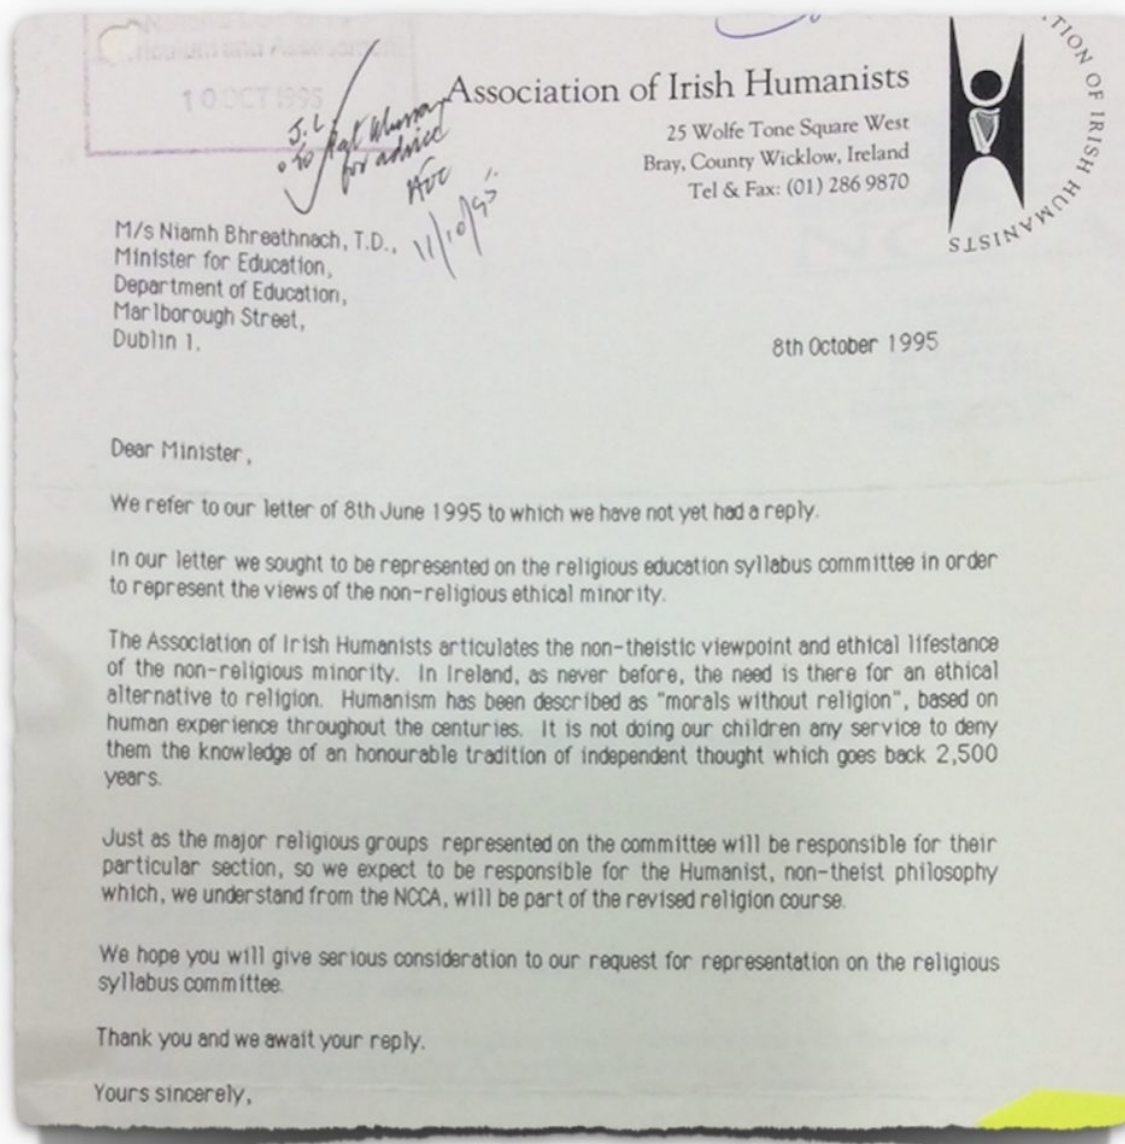 10 OCT 1995
J.L
To Pat
for advice
11/10/95
Association of Irish Humanists
25 Wolfe Tone Square West
Bray, County Wicklow, Ireland
Tel & Fax: (01) 286 9870
TION OF IRISH HUMANISTS
M/s Niamh Bhreathnach, T.D.,
Minister for Education,
Department of Education,
Marlborough Street,
Dublin 1.
8th October 1995
Dear Minister,
We refer to our letter of 8th June 1995 to which we have not yet had a reply.
In our letter we sought to be represented on the religious education syllabus committee in order
to represent the views of the non-religious ethical minority.
The Association of Irish Humanists articulates the non-theistic viewpoint and ethical lifestance
of the non-religious minority. In Ireland, as never before, the need is there for an ethical
alternative to religion. Humanism has been described as "morals without religion", based on
human experience throughout the centuries. It is not doing our children any service to deny
them the knowledge of an honourable tradition of independent thought which goes back 2,500
years.
Just as the major religious groups represented on the committee will be responsible for their
particular section, so we expect to be responsible for the Humanist, non-theist philosophy
which, we understand from the NCCA, will be part of the revised religion course.
We hope you will give serious consideration to our request for representation on the religious
syllabus committee.
Thank you and we await your reply.
Yours sincerely,